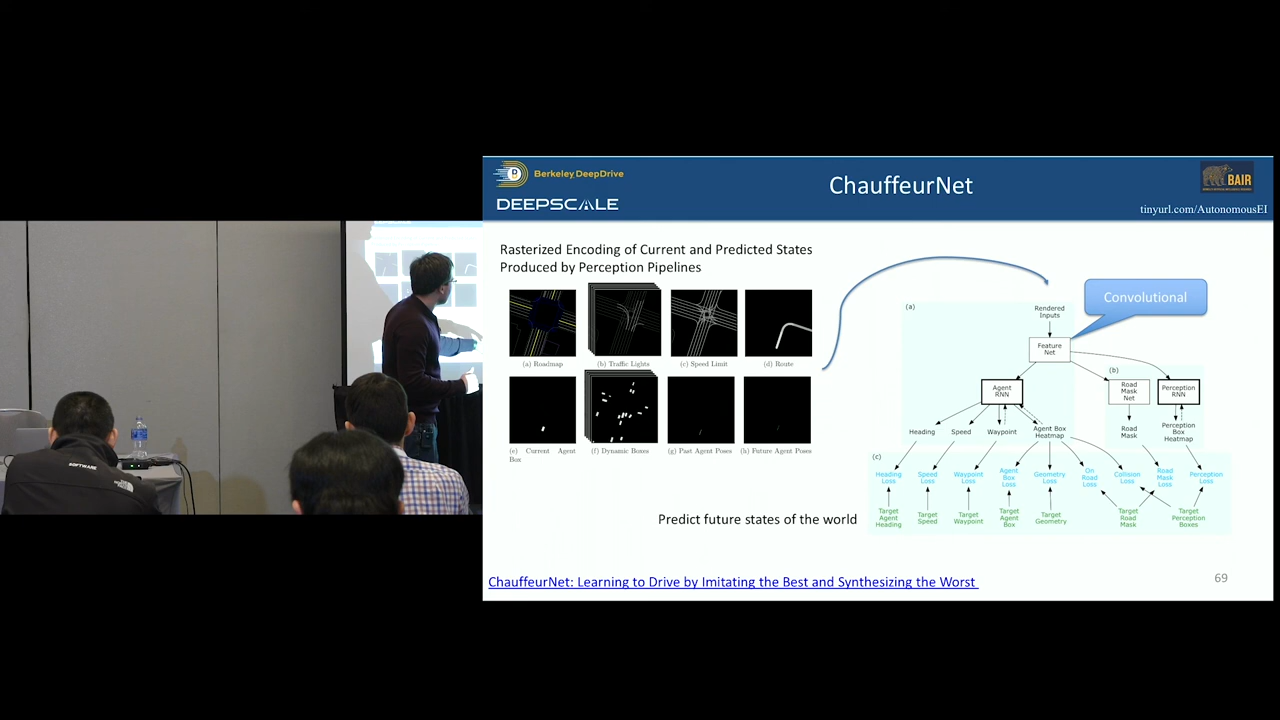 Berkeley DeepDrive
DEEPSCALE
ChauffeurNet
BAIR
tinyurl.com/AutonomousEI
Rasterized Encoding of Current and Predicted States
Produced by Perception Pipelines
(a) Roadmap
(b) Traffic Lights
(c) Speed Limit
(d) Route
(e) Current Agent
Box
(f) Dynamic Boxes
(g) Past Agent Poses
(h) Future Agent Poses
Convolutional
(a)
Rendered
Inputs
Feature
Net
(b)
Agent
RNN
Road
Mask
Net
Perception
RNN
Heading
Speed
Waypoint
Agent Box
Heatmap
Road
Mask
Perception
Box
Heatmap
(c)
Heading
Loss
Speed
Loss
Waypoint
Loss
Agent
Box
Loss
Geometry
Loss
On
Road
Loss
Collision
Loss
Road
Mask
Loss
Perception
Loss
Target
Agent
Heading
Target
Speed
Target
Waypoint
Target
Agent
Box
Target
Geometry
Target
Road
Mask
Target
Perception
Boxes
Predict future states of the world
ChauffeurNet: Learning to Drive by Imitating the Best and Synthesizing the Worst
69
SOFTWARE